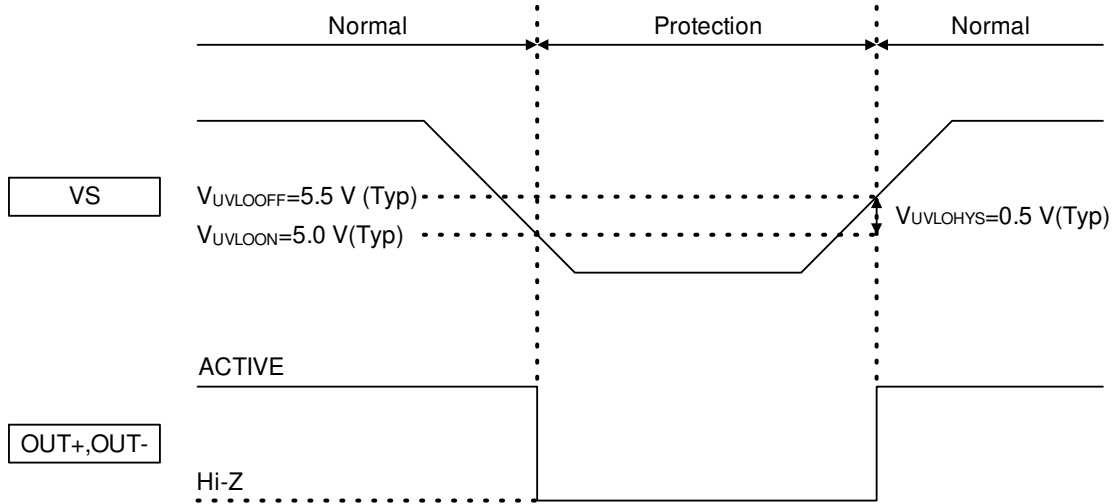 Normal Protection Normal
VS
VUVLOOFF=5.5 V (Typ)
VUVLOON=5.0 V(Typ)
VUVLOHYS=0.5 V(Typ)
ACTIVE
OUT+,OUT-
Hi-Z